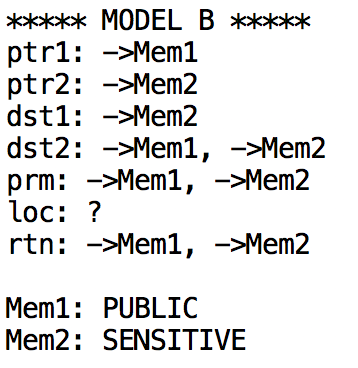 ***** MODEL B *****
ptr1: ->Mem1
ptr2: ->Mem2
dst1: ->Mem2
dst2: ->Mem1, ->Mem2
prm: ->Mem1, ->Mem2
loc: ?
rtn: ->Mem1, ->Mem2
Mem1: PUBLIC
Mem2: SENSITIVE